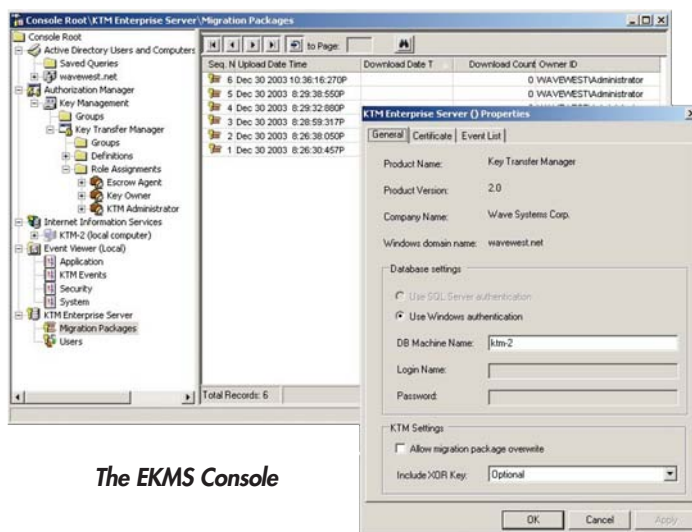 Console Root\KTM Enterprise Server\Migration Packages
Console Root
Active Directory Users and Computers
Saved Queries
wavewest.net
Authorization Manager
Key Management
Groups
Key Transfer Manager
Groups
Definitions
Role Assignments
Escrow Agent
Key Owner
KTM Administrator
Internet Information Services
KTM-2 (local computer)
Event Viewer (Local)
Application
KTM Events
Security
System
KTM Enterprise Server
Migration Packages
Users
to Page:
Seq. N Upload Date Time Download Date T Download Count Owner ID
6 Dec 30 2003 10:36:16:270P 0 WAVEWEST\Administrator
5 Dec 30 2003 8:29:38:550P 0 WAVEWEST\Administrator
4 Dec 30 2003 8:29:32:880P
3 Dec 30 2003 8:28:59:317P
2 Dec 30 2003 8:26:38:050P
1 Dec 30 2003 8:26:30:457P
Total Records: 6
KTM Enterprise Server () Properties
General Certificate Event List
Product Name: Key Transfer Manager
Product Version: 2.0
Company Name: Wave Systems Corp.
Windows domain name: wavewest.net
Database settings
Use SQL Server authentication
Use Windows authentication
DB Machine Name: ktm-2
Login Name:
Password:
KTM Settings
Allow migration package overwrite
Include XOR Key: Optional
OK Cancel Apply
The EKMS Console